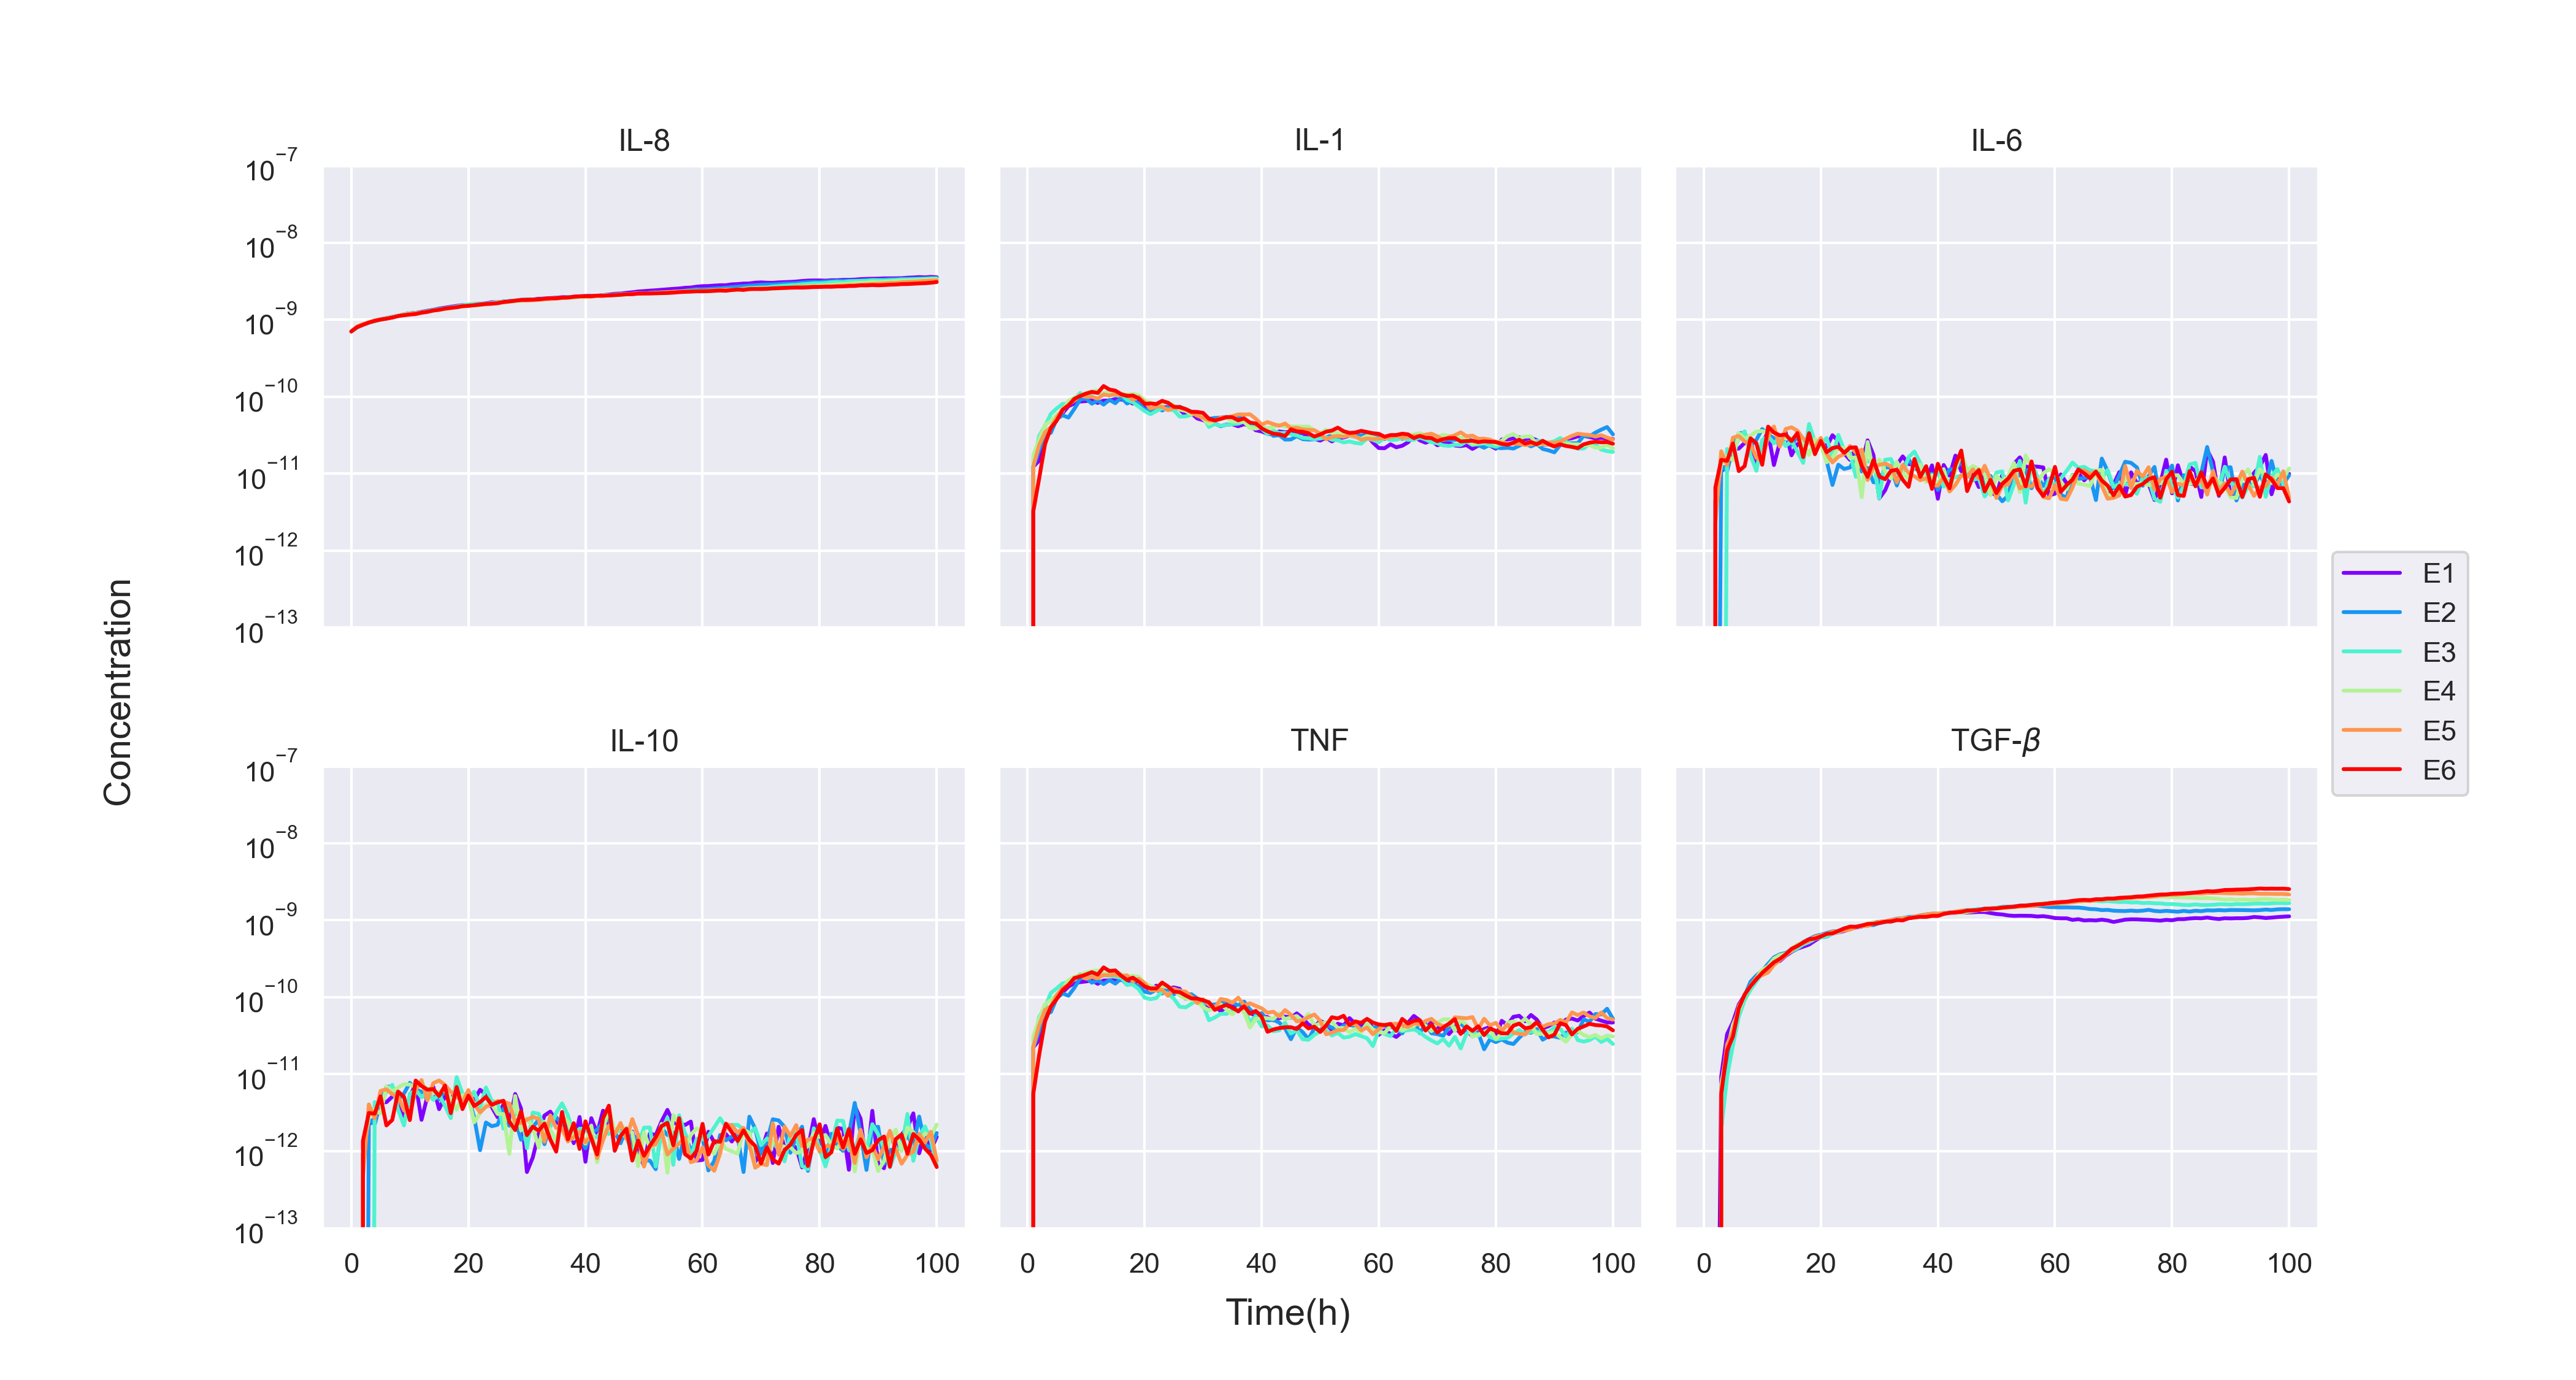 IL-8
IL-1
IL-6
10⁻⁷
10⁻⁸
10⁻⁹
10⁻¹⁰
10⁻¹¹
10⁻¹²
10⁻¹³
Concentration
E1
E2
E3
E4
E5
E6
IL-10
TNF
TGF-β
10⁻⁷
10⁻⁸
10⁻⁹
10⁻¹⁰
10⁻¹¹
10⁻¹²
10⁻¹³
0 20 40 60 80 100
0 20 40 60 80 100
0 20 40 60 80 100
Time(h)